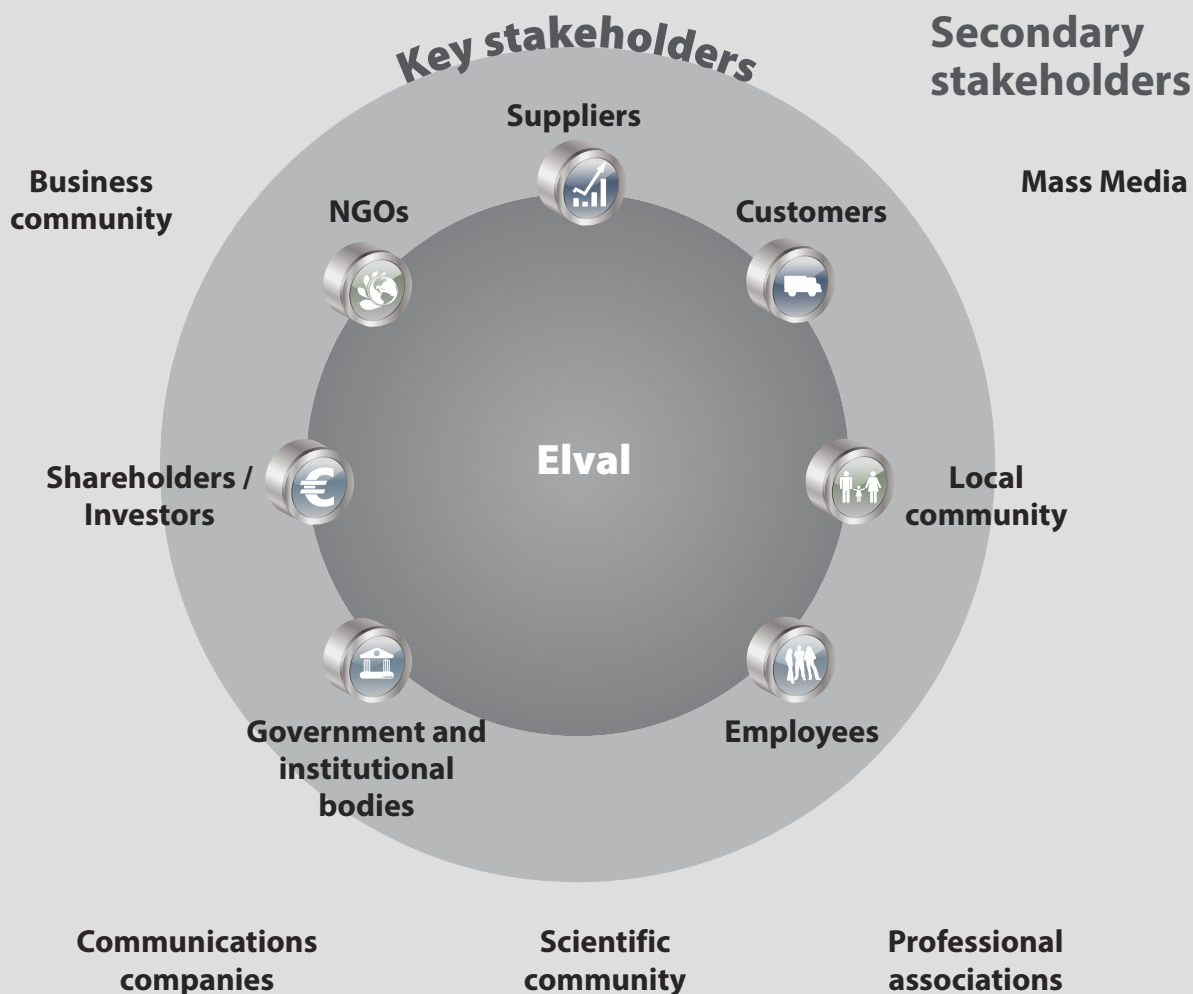 Key stakeholders
Secondary
stakeholders
Suppliers
Business
community
Mass Media
NGOs
Customers
Elval
Shareholders /
Investors
Local
community
Government and
institutional
bodies
Employees
Communications
companies
Scientific
community
Professional
associations